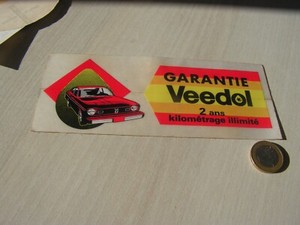 GARANTIE
Veedol
2 ans
kilométrage illimité